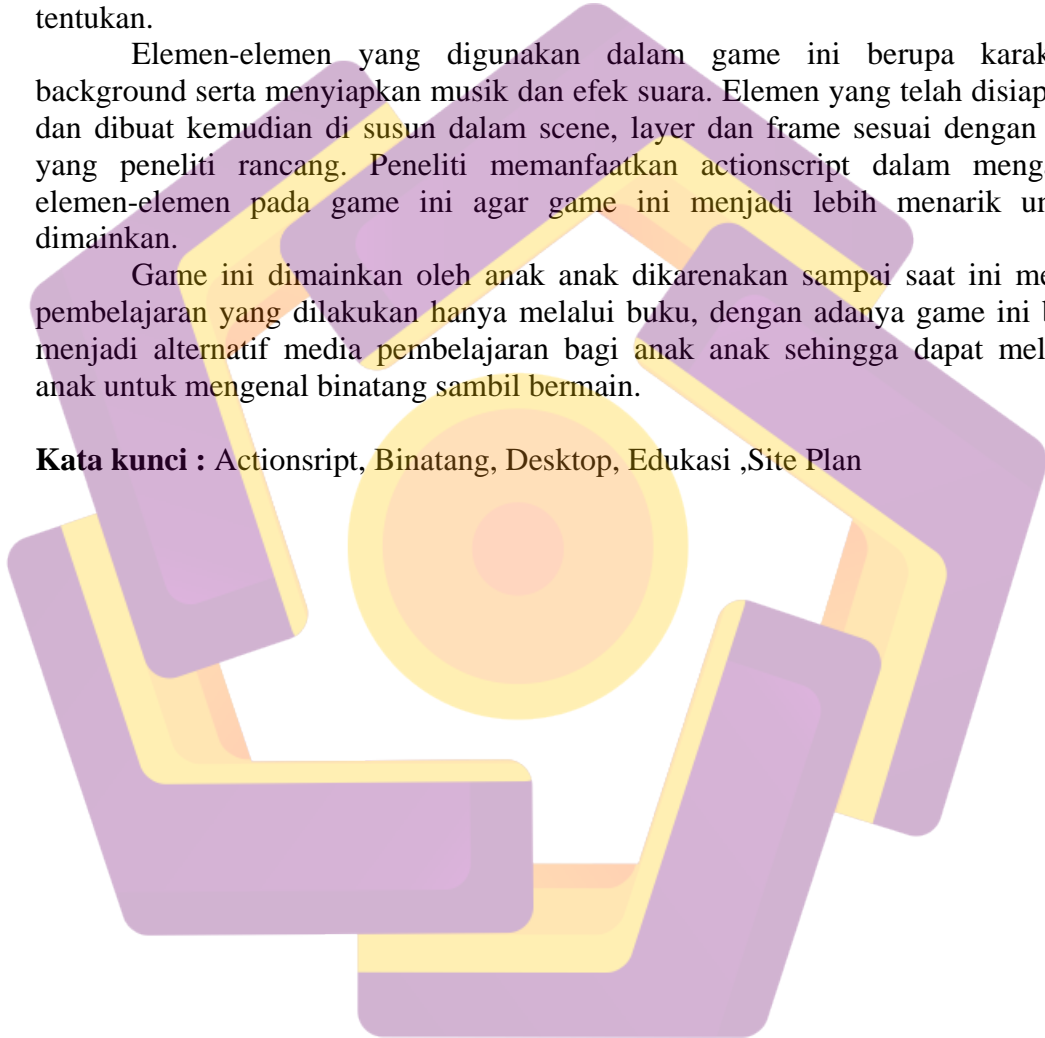 tentukan.
Elemen-elemen yang digunakan dalam game ini berupa karak
background serta menyiapkan musik dan efek suara. Elemen yang telah disiap
dan dibuat kemudian di susun dalam scene, layer dan frame sesuai dengan
yang peneliti rancang. Peneliti memanfaatkan actionscript dalam meng
elemen-elemen pada game ini agar game ini menjadi lebih menarik un
dimainkan.
Game ini dimainkan oleh anak anak dikarenakan sampai saat ini me
pembelajaran yang dilakukan hanya melalui buku, dengan adanya game ini
menjadi alternatif media pembelajaran bagi anak anak sehingga dapat mel
anak untuk mengenal binatang sambil bermain.
Kata kunci : Actionsript, Binatang, Desktop, Edukasi ,Site Plan